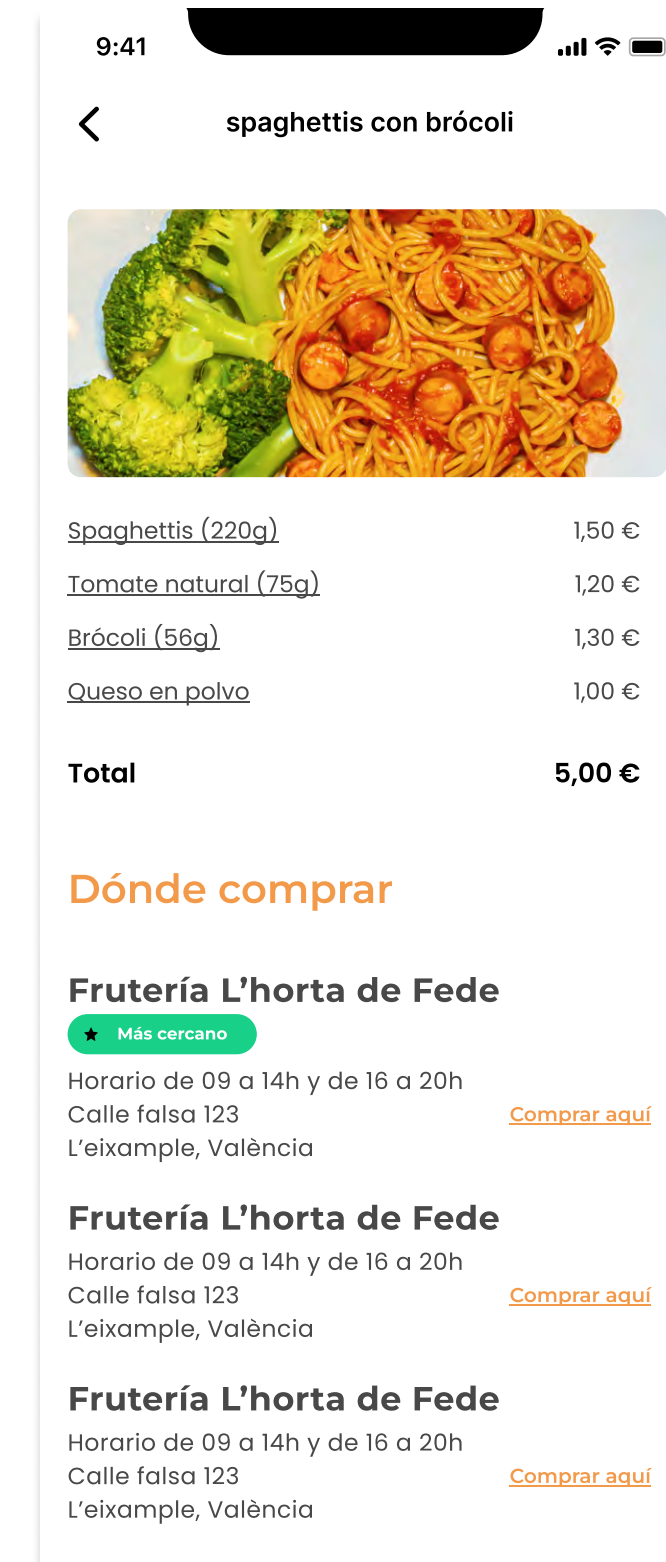 9:41
spaghettis con brócoli
Spaghettis (220g) 1,50 €
Tomate natural (75g) 1,20 €
Brócoli (56g) 1,30 €
Queso en polvo 1,00 €
Total 5,00 €
Dónde comprar
Frutería L’horta de Fede
Más cercano
Horario de 09 a 14h y de 16 a 20h
Calle falsa 123 Comprar aquí
L’eixample, València
Frutería L’horta de Fede
Horario de 09 a 14h y de 16 a 20h
Calle falsa 123 Comprar aquí
L’eixample, València
Frutería L’horta de Fede
Horario de 09 a 14h y de 16 a 20h
Calle falsa 123 Comprar aquí
L’eixample, València